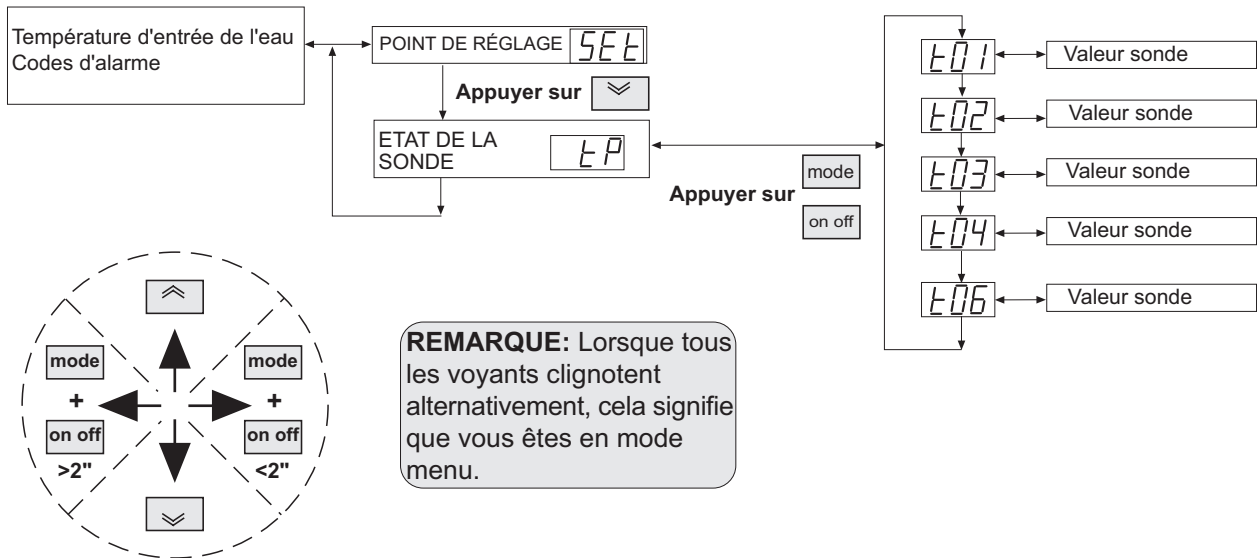 Température d'entrée de l'eau
Codes d'alarme
POINT DE RÉGLAGE SEt
Appuyer sur
ETAT DE LA
SONDE
tP
Appuyer sur
mode
on off
t01 Valeur sonde
t02 Valeur sonde
t03 Valeur sonde
t04 Valeur sonde
t06 Valeur sonde
mode
+
on off
>2"
mode
+
on off
<2"
REMARQUE: Lorsque tous
les voyants clignotent
alternativement, cela signifie
que vous êtes en mode
menu.